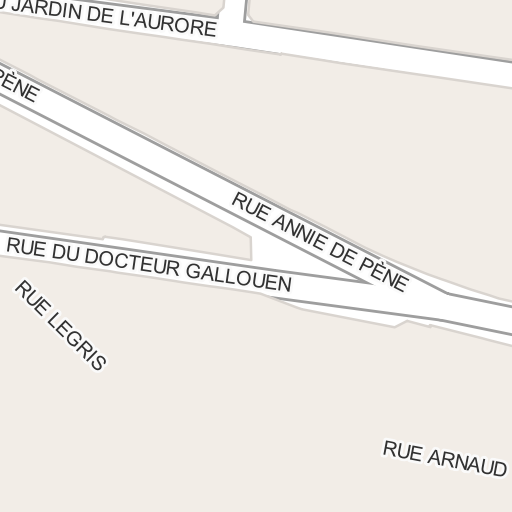 JARDIN DE L'AURORE
PÈNE
RUE ANNIE DE PÈNE
RUE DU DOCTEUR GALLOUEN
RUE LEGRIS
RUE ARNAUD